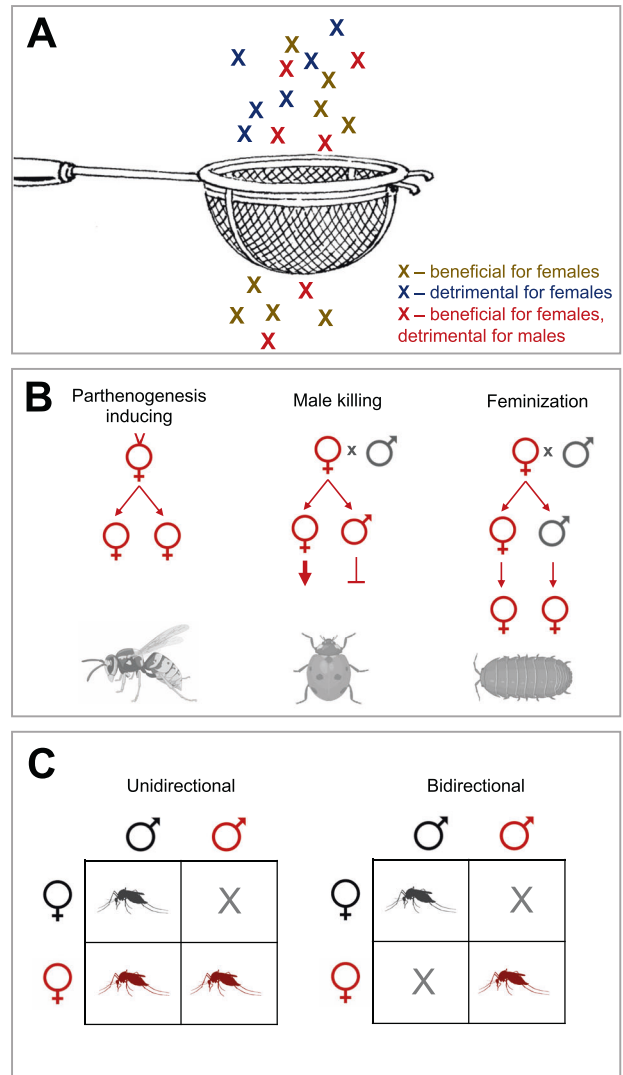 A
X X X X X X X X X X X X X X X
X X X X X X
X – beneficial for females
X – detrimental for females
X – beneficial for females,
detrimental for males
B
Parthenogenesis
inducing
Male killing
Feminization
♀
♀ x ♂
♀ x ♂
♀ ♀
♀ ♂
♀ ♂
♀ ♀
C
Unidirectional
Bidirectional
♂ ♂
♂ ♂
♀ X
♀ X
♀
♀ X